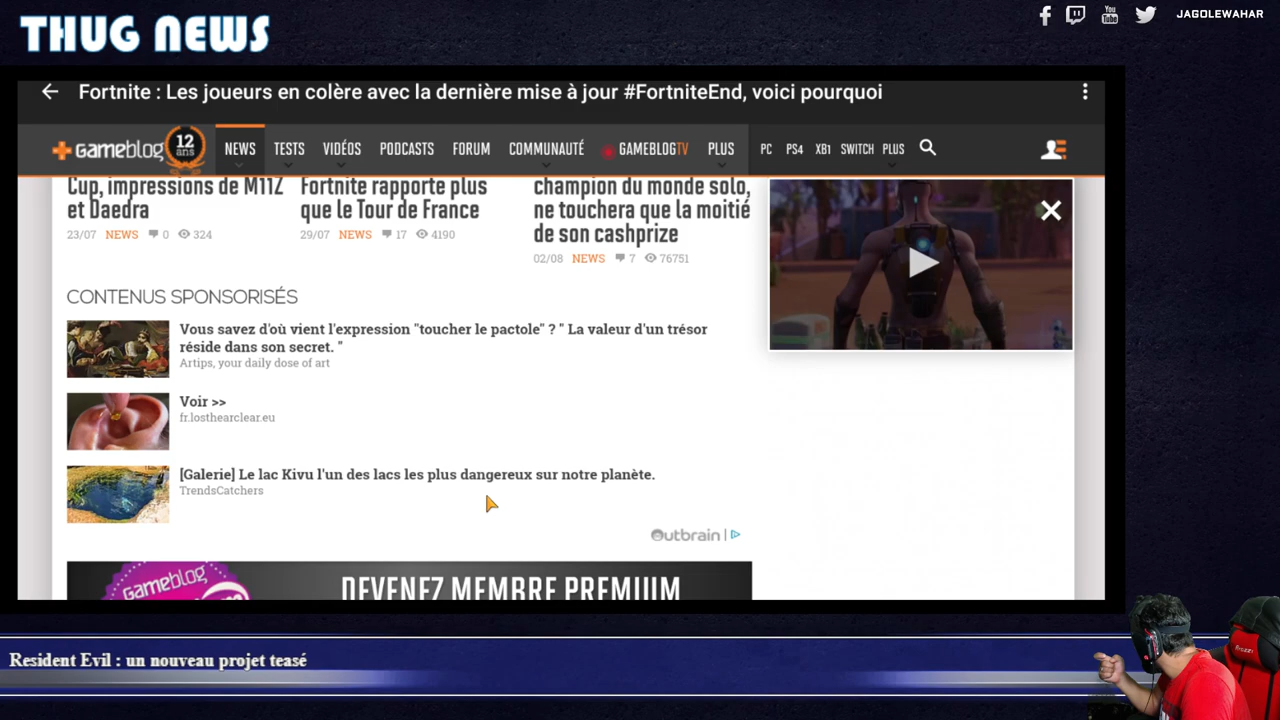 THUG NEWS
JAGOLEWAHAR
Fortnite : Les joueurs en colère avec la dernière mise à jour #FortniteEnd, voici pourquoi
gameblog 12 ans NEWS TESTS VIDÉOS PODCASTS FORUM COMMUNAUTÉ GAMEBLOGTV PLUS PC PS4 XB1 SWITCH PLUS
Cup, impressions de M11Z
et Daedra
23/07 NEWS 0 324
Fortnite rapporte plus
que le Tour de France
29/07 NEWS 17 4190
champion du monde solo,
ne touchera que la moitié
de son cashprize
02/08 NEWS 7 76751
CONTENUS SPONSORISÉS
Vous savez d'où vient l'expression "toucher le pactole" ? " La valeur d'un trésor
réside dans son secret. "
Artips, your daily dose of art
Voir >>
fr.losthearclear.eu
[Galerie] Le lac Kivu l'un des lacs les plus dangereux sur notre planète.
TrendsCatchers
Outbrain
gameblog
DEVENEZ MEMBRE PREMIUM
Resident Evil : un nouveau projet teasé